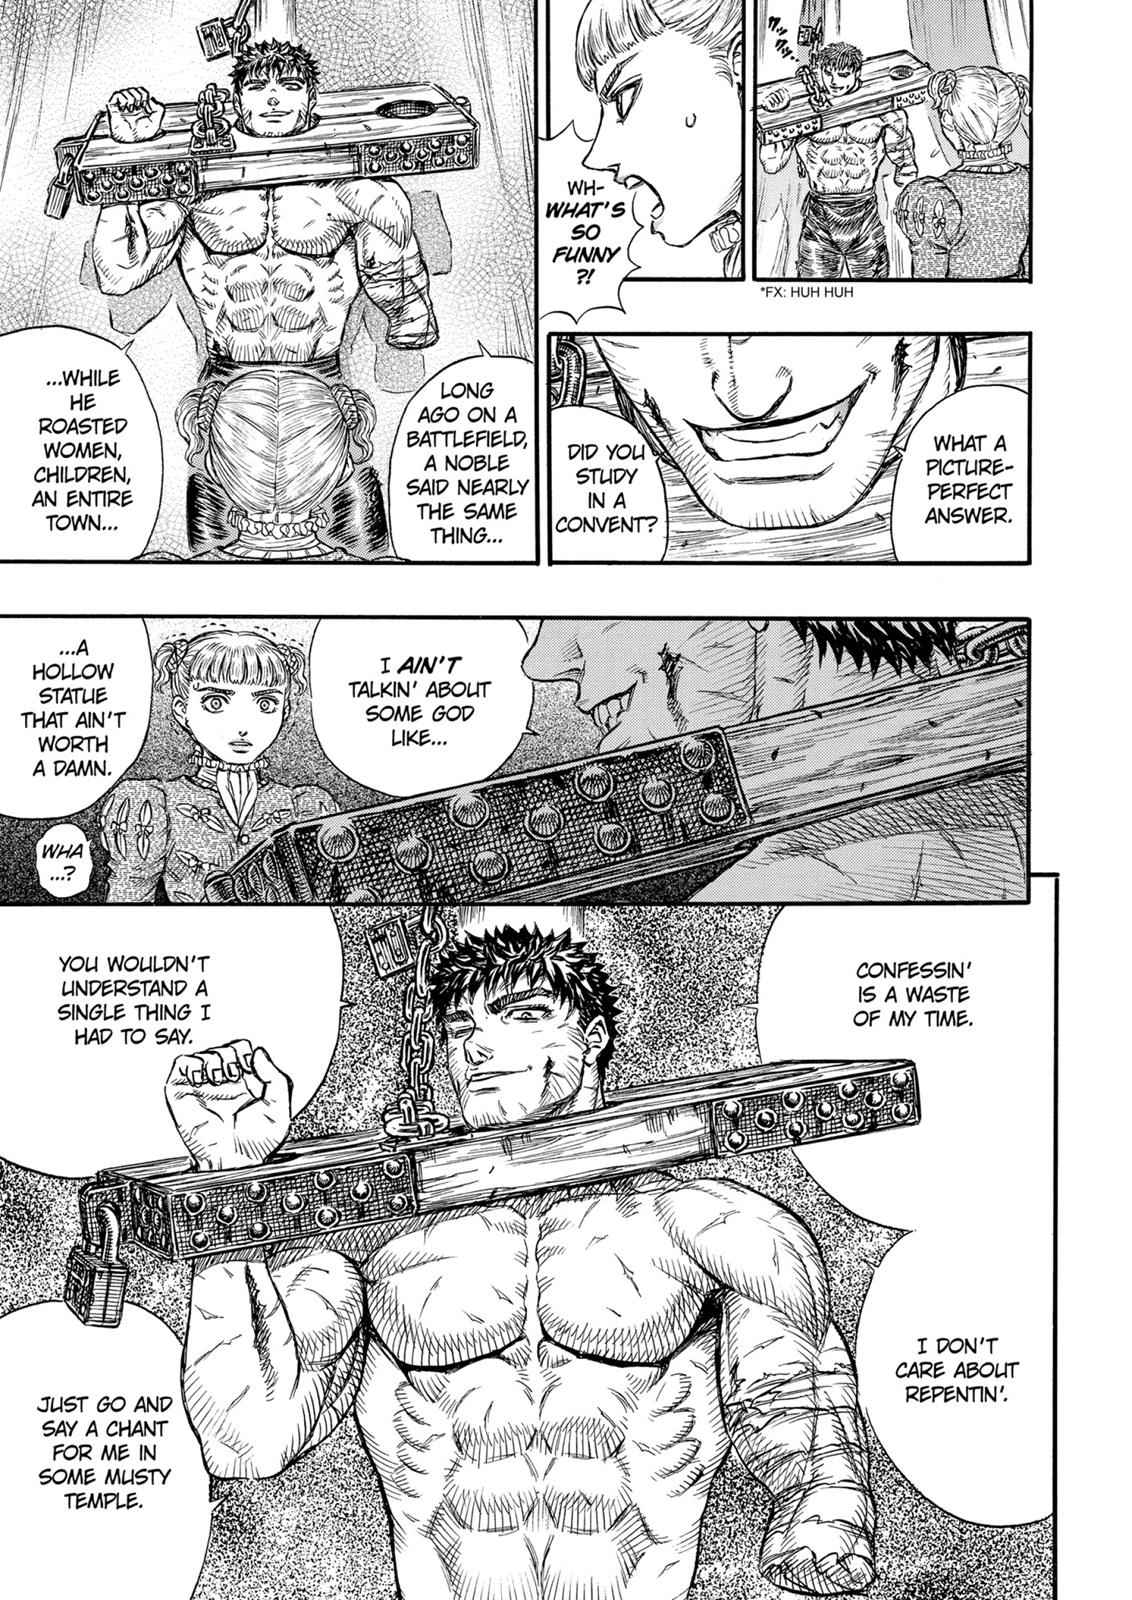 WH-
WHAT'S
SO
FUNNY
?!
*FX: HUH HUH
WHAT A
PICTURE-
PERFECT
ANSWER.
DID YOU
STUDY
IN A
CONVENT?
LONG
AGO ON A
BATTLEFIELD,
A NOBLE
SAID NEARLY
THE SAME
THING...
...WHILE
HE
ROASTED
WOMEN,
CHILDREN,
AN ENTIRE
TOWN...
I AIN'T
TALKIN' ABOUT
SOME GOD
LIKE...
...A
HOLLOW
STATUE
THAT AIN'T
WORTH
A DAMN.
WHA
...?
CONFESSIN'
IS A WASTE
OF MY TIME.
YOU WOULDN'T
UNDERSTAND A
SINGLE THING I
HAD TO SAY.
I DON'T
CARE ABOUT
REPENTIN'.
JUST GO AND
SAY A CHANT
FOR ME IN
SOME MUSTY
TEMPLE.